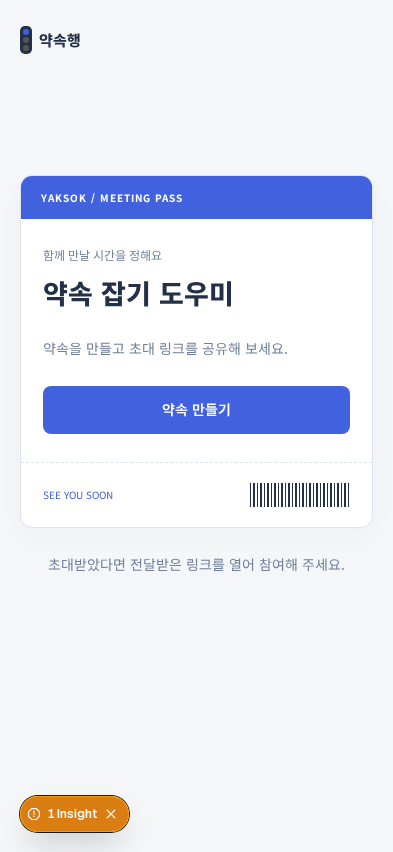 약속행
YAKSOK / MEETING PASS
함께 만날 시간을 정해요
약속 잡기 도우미
약속을 만들고 초대 링크를 공유해 보세요.
약속 만들기
SEE YOU SOON
초대받았다면 전달받은 링크를 열어 참여해 주세요.
1 Insight